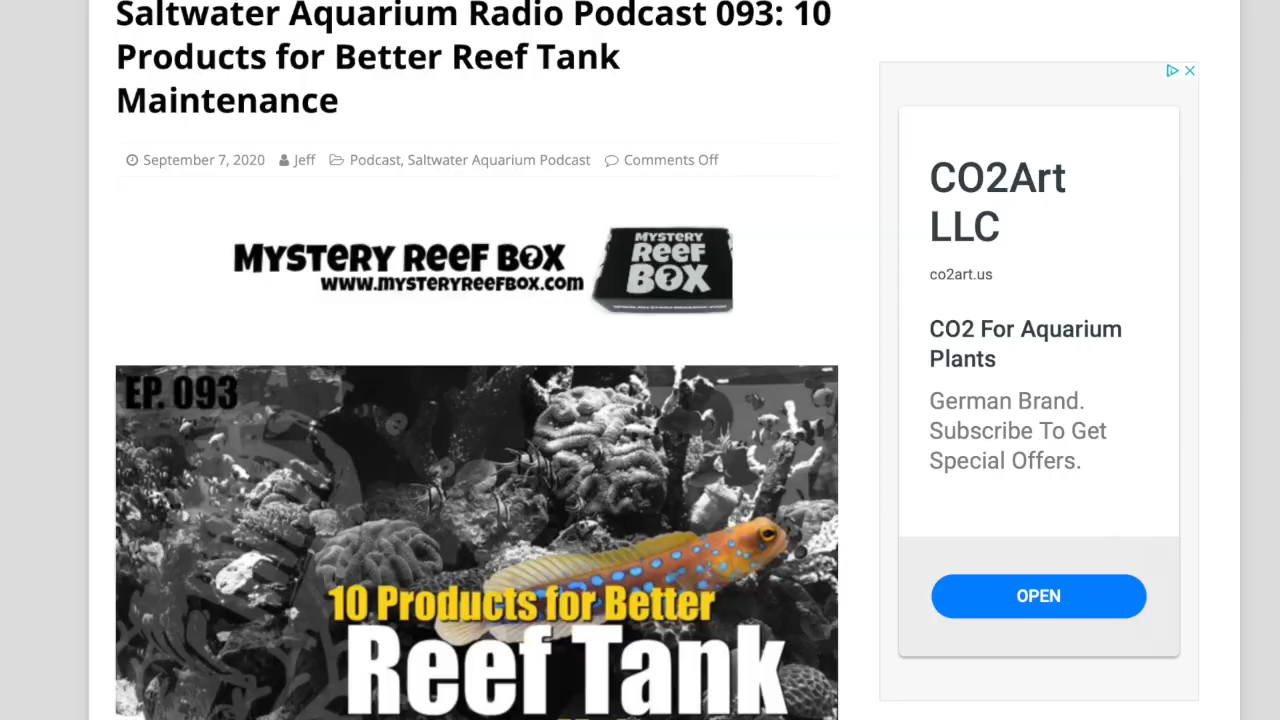 Saltwater Aquarium Radio Podcast 093: 10
Products for Better Reef Tank
Maintenance
September 7, 2020 Jeff Podcast, Saltwater Aquarium Podcast Comments Off
MYSTERY REEF BOX
www.mysteryreefbox.com
MYSTERY
REEF
BOX
EP. 093
10 Products for Better
Reef Tank
CO2Art
LLC
co2art.us
CO2 For Aquarium
Plants
German Brand.
Subscribe To Get
Special Offers.
OPEN